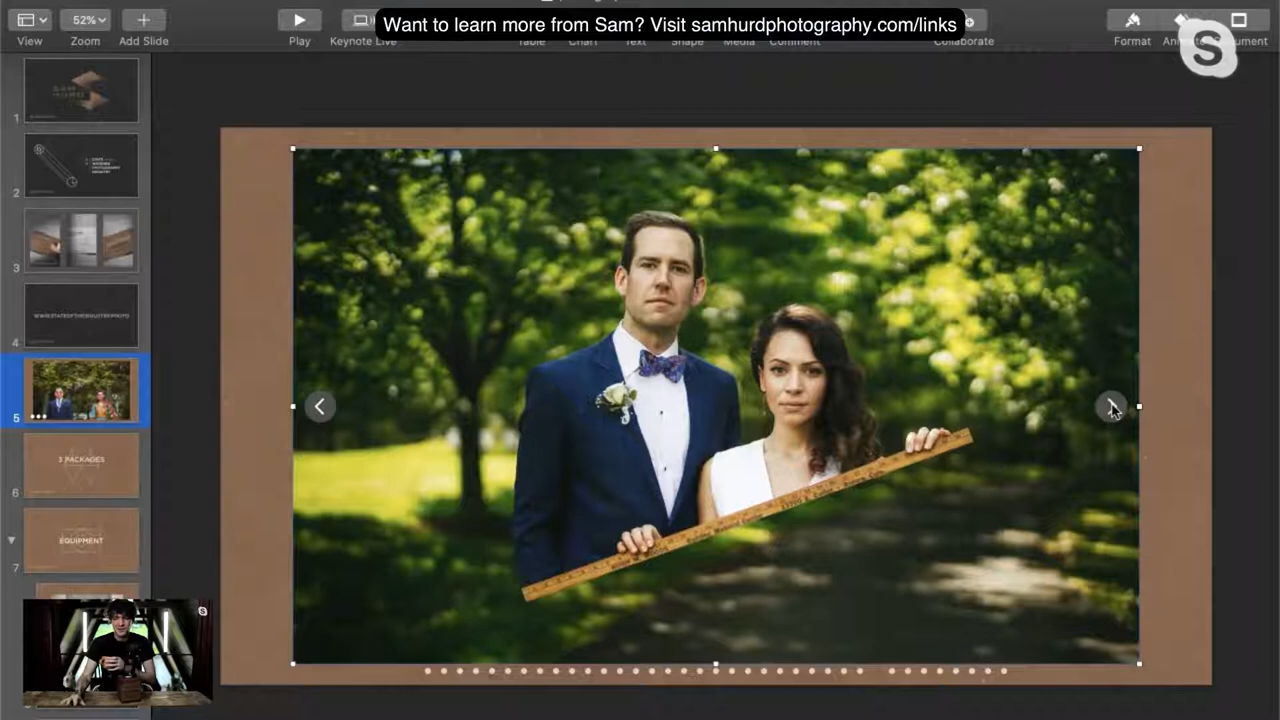 Want to learn more from Sam? Visit samhurdphotography.com/links
52%
View
Zoom
Add Slide
Play
Keynote Live
Table
Chart
Text
Shape
Media
Comment
Collaborate
Format
S
1
2
3
4
5
6
3 PACKAGES
7
EQUIPMENT